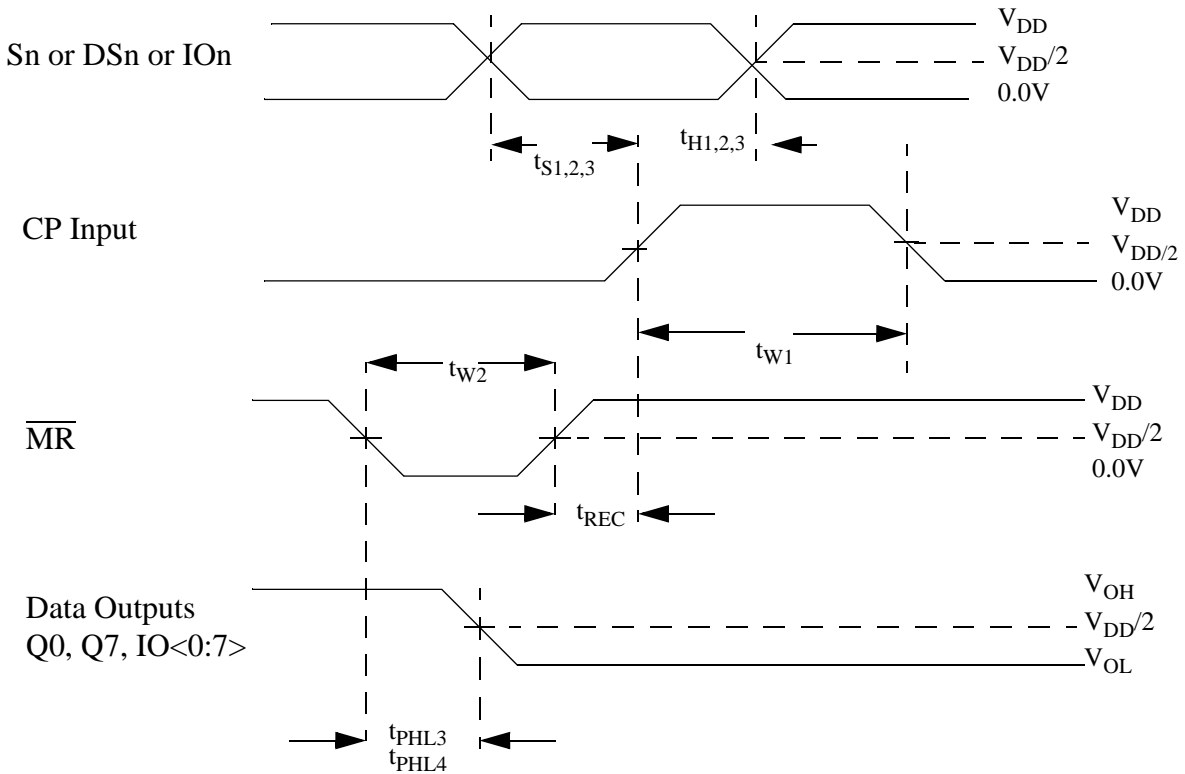 Sn or DSn or IOn
V_DD
V_DD/2
0.0V
t_S1,2,3
t_H1,2,3
CP Input
V_DD
V_DD/2
0.0V
t_W1
t_W2
M̅R̅
V_DD
V_DD/2
0.0V
t_REC
Data Outputs
Q0, Q7, IO<0:7>
V_OH
V_DD/2
V_OL
t_PHL3
t_PHL4